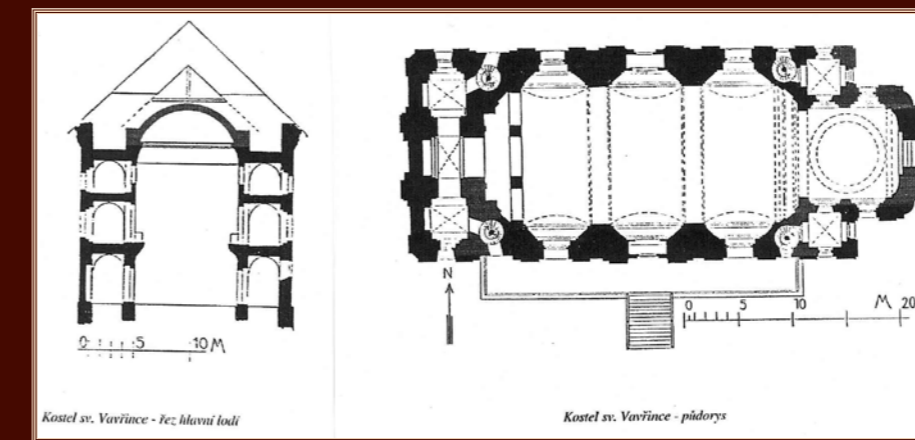 0 5 10 M
Kostel sv. Vavřince - řez hlavní lodí
N
0 5 10 M 20
Kostel sv. Vavřince - půdorys